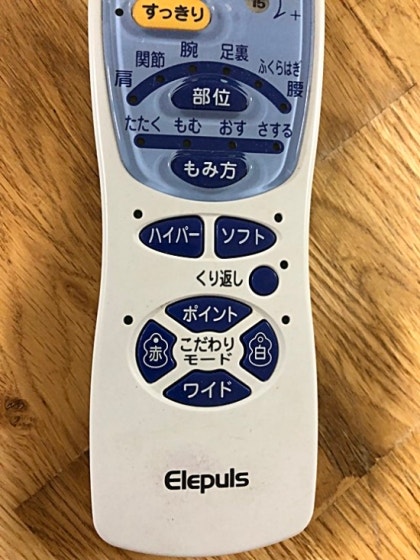 すっきり
15
+
肩 関節 腕 足裏 ふくらはぎ 腰
部位
たたく もむ おす さする
もみ方
ハイパー ソフト
くり返し
ポイント
赤 こだわり 白
モード
ワイド
Elepuls